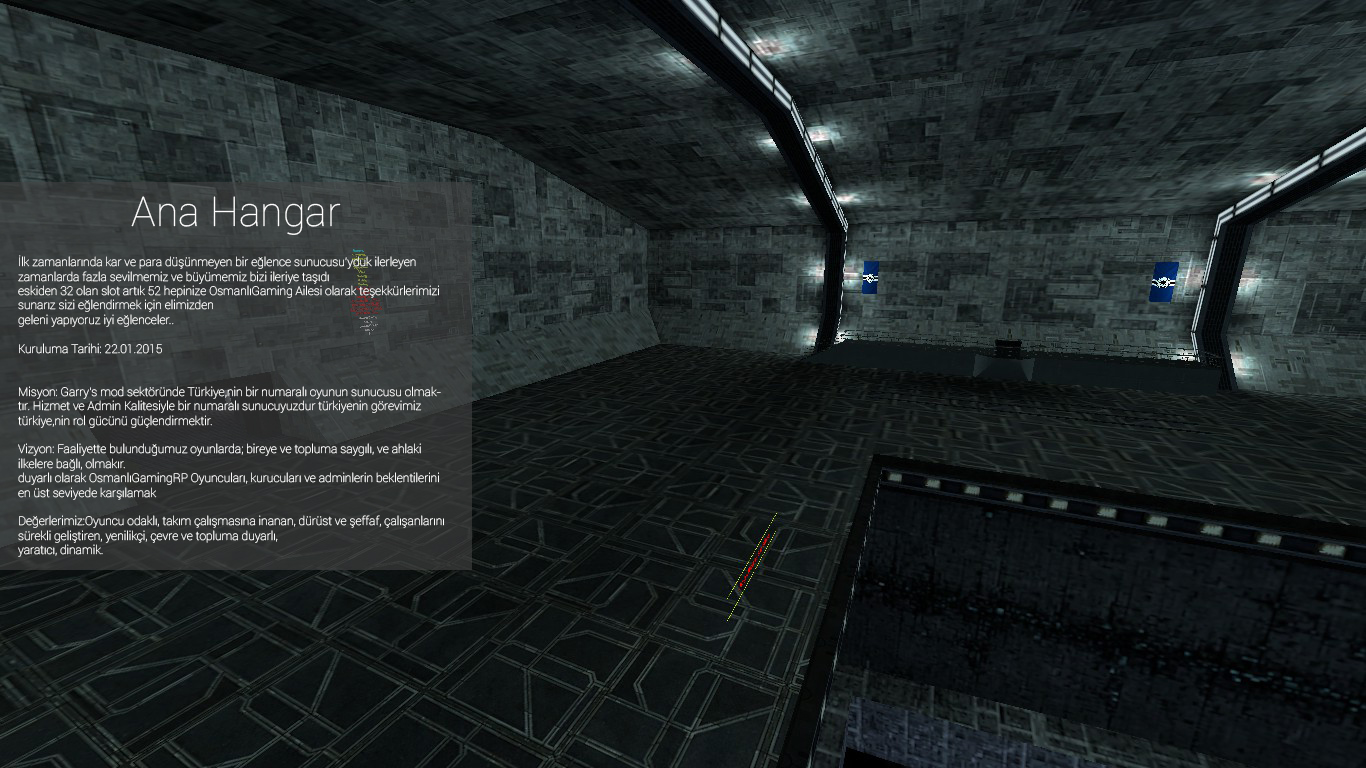 Ana Hangar
İlk zamanlarında kar ve para düşünmeyen bir eğlence sunucusu'yduk ilerleyen
zamanlarda fazla sevilmemiz ve büyümemiz bizi ileriye taşıdı
eskiden 32 olan slot artık 52 hepinize OsmanlıGaming Ailesi olarak teşekkürlerimizi
sunarız sizi eğlendirmek için elimizden
geleni yapıyoruz iyi eğlenceler..
Kuruluma Tarihi: 22.01.2015
Misyon: Garry's mod sektöründe Türkiye,nin bir numaralı oyunun sunucusu olmak-
tır. Hizmet ve Admin Kalitesiyle bir numaralı sunucuyuzdur türkiyenin görevimiz
türkiye,nin rol gücünü güçlendirmektir.
Vizyon: Faaliyette bulunduğumuz oyunlarda; bireye ve topluma saygılı, ve ahlaki
ilkelere bağlı, olmakır.
duyarlı olarak OsmanlıGamingRP Oyuncuları, kurucuları ve adminlerin beklentilerini
en üst seviyede karşılamak
Değerlerimiz:Oyuncu odaklı, takım çalışmasına inanan, dürüst ve şeffaf, çalışanlarını
sürekli geliştiren, yenilikçi, çevre ve topluma duyarlı,
yaratıcı, dinamik.